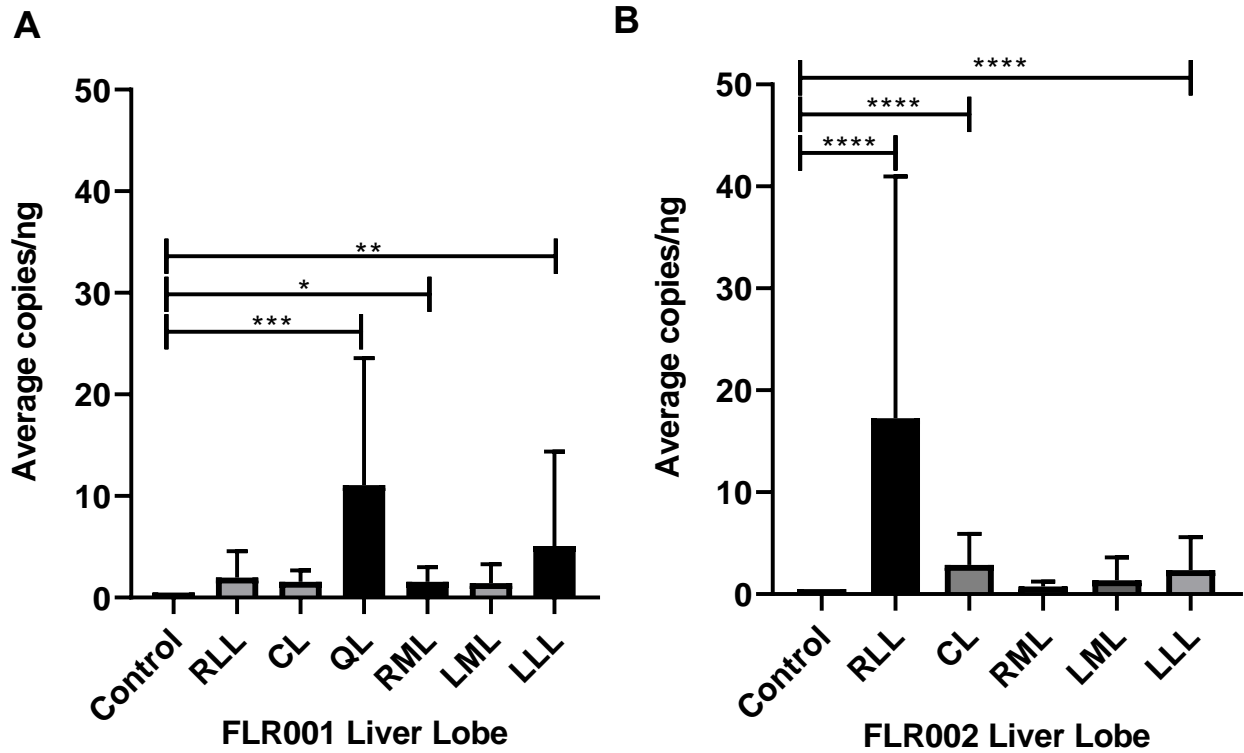 A
Average copies/ng
50
40
30
20
10
0
**
*
***
Control
RLL
CL
QL
RML
LML
LLL
FLR001 Liver Lobe
B
Average copies/ng
50
40
30
20
10
0
****
****
****
Control
RLL
CL
RML
LML
LLL
FLR002 Liver Lobe